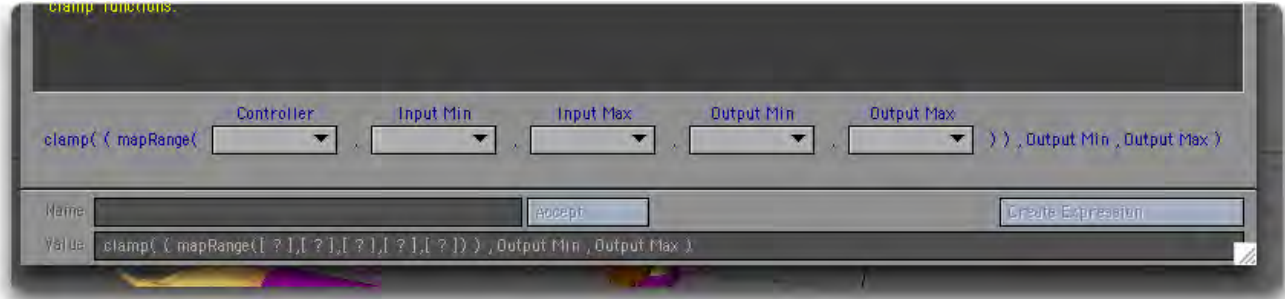 clamp functions.
Controller Input Min Input Max Output Min Output Max
clamp( ( mapRange( , , , , ) ) , Output Min , Output Max )
Name Accept Create Expression
Value clamp( ( mapRange([ ? ],[ ? ],[ ? ],[ ? ],[ ? ]) ) , Output Min , Output Max )